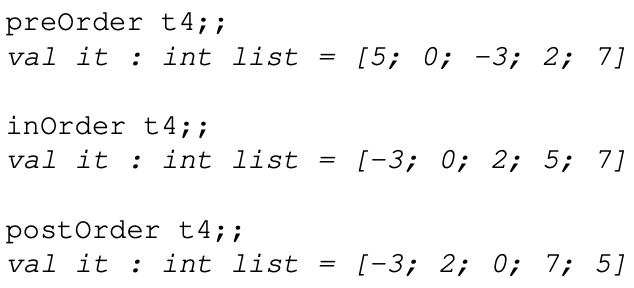 preOrder t4;;
val it : int list = [5; 0; -3; 2; 7]
inOrder t4;;
val it : int list = [-3; 0; 2; 5; 7]
postOrder t4;;
val it : int list = [-3; 2; 0; 7; 5]